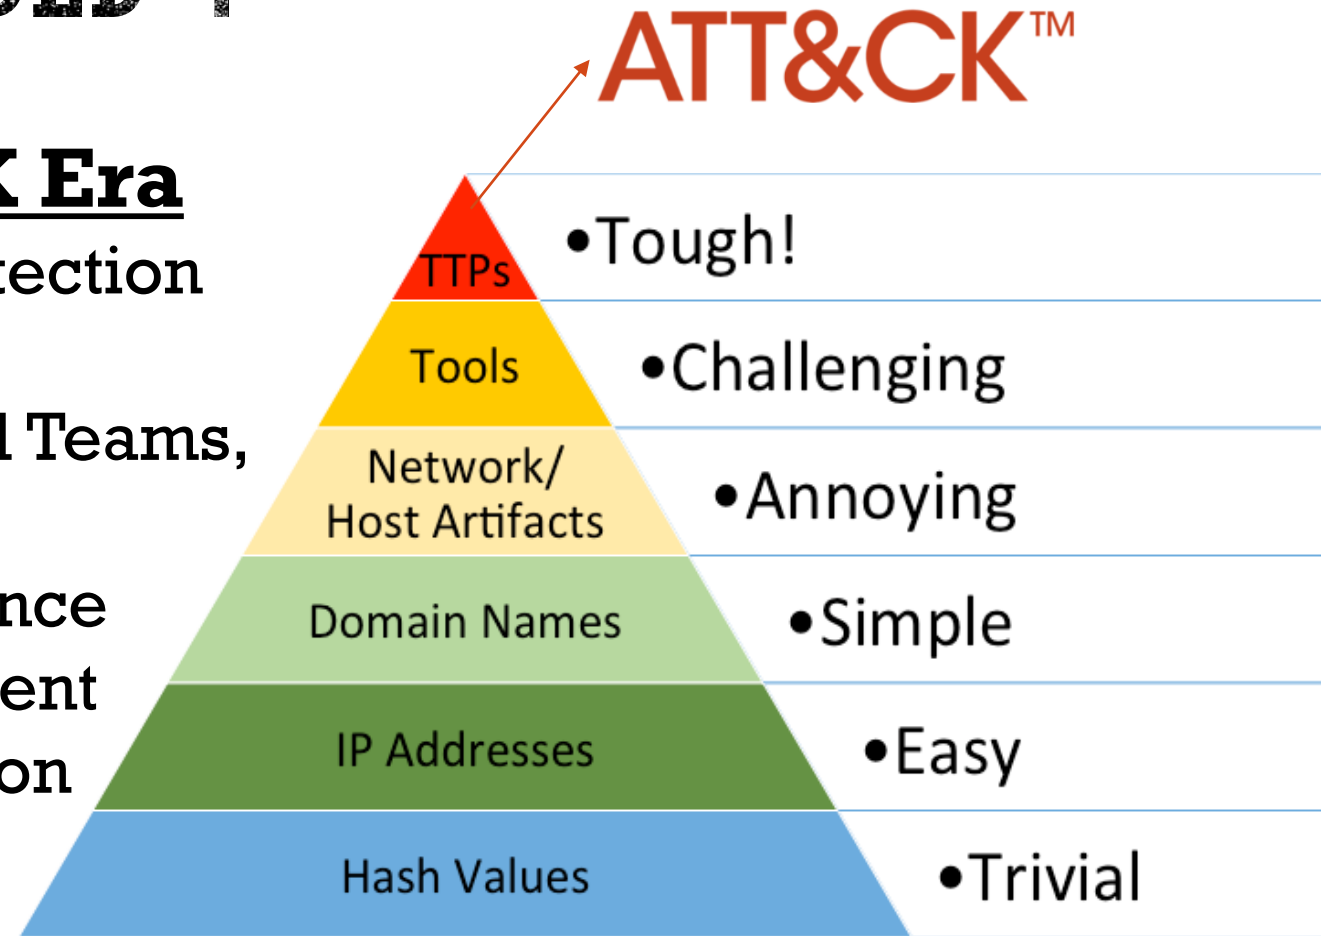 ATT&CK™
K Era
tection
Teams,
nce
ent
on
TTPs
•Tough!
Tools
•Challenging
Network/
Host Artifacts
•Annoying
Domain Names
•Simple
IP Addresses
•Easy
Hash Values
•Trivial